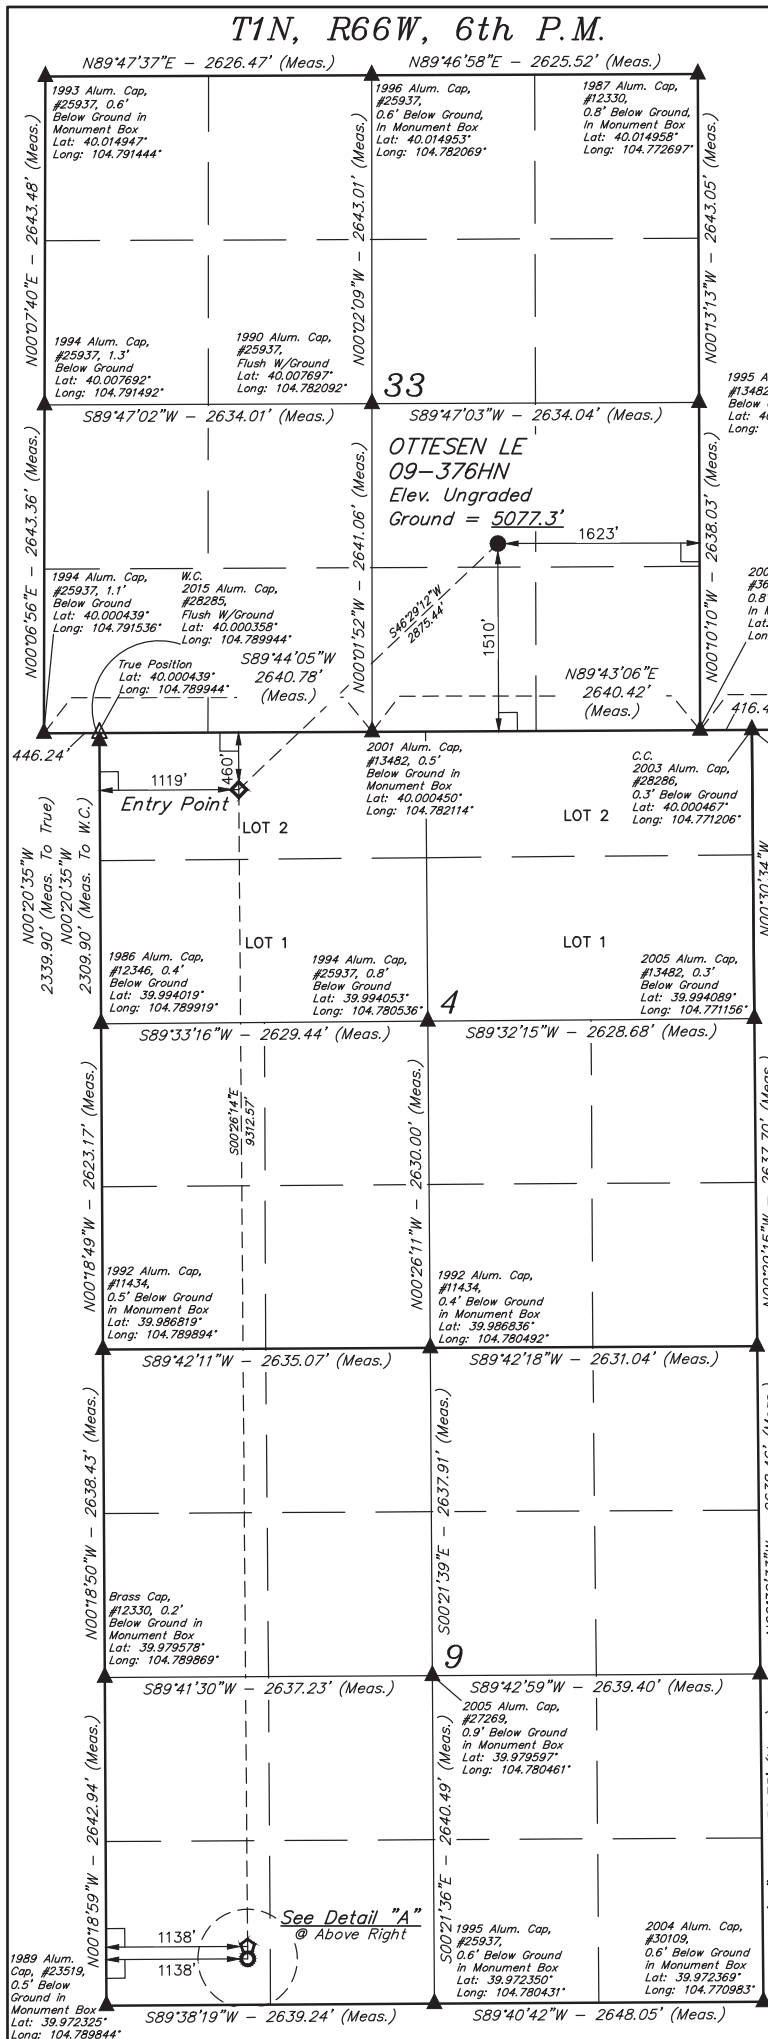 T1N, R66W, 6th P.M.
N89°47'37"E - 2626.47' (Meas.)
N89°46'58"E - 2625.52' (Meas.)
1993 Alum. Cap,
#25937, 0.6'
Below Ground in
Monument Box
Lat: 40.014947°
Long: 104.791444°
1996 Alum. Cap,
#25937,
0.6' Below Ground,
In Monument Box
Lat: 40.014953°
Long: 104.782069°
1987 Alum. Cap,
#12330,
0.8' Below Ground,
In Monument Box
Lat: 40.014958°
Long: 104.772697°
N00°07'40"E - 2643.48' (Meas.)
N00°02'09"W - 2643.01' (Meas.)
N00°13'13"W - 2643.05' (Meas.)
1994 Alum. Cap,
#25937, 1.3'
Below Ground
Lat: 40.007692°
Long: 104.791492°
1990 Alum. Cap,
#25937,
Flush W/Ground
Lat: 40.007697°
Long: 104.782092°
33
1995 A
#13482
Below
Lat: 4
Long:
S89°47'02"W - 2634.01' (Meas.)
S89°47'03"W - 2634.04' (Meas.)
OTTESEN LE
09-376HN
Elev. Ungraded
Ground = 5077.3'
1623'
1510'
S46°29'12"W
2875.44'
N00°06'56"E - 2643.36' (Meas.)
N00°01'52"W - 2641.06' (Meas.)
N00°10'10"W - 2638.03' (Meas.)
1994 Alum. Cap,
#25937, 1.1'
Below Ground
Lat: 40.000439°
Long: 104.791536°
W.C.
2015 Alum. Cap,
#28285,
Flush W/Ground
Lat: 40.000358°
Long: 104.789944°
200
#36
0.8'
In M
Lat:
Lon
True Position
Lat: 40.000439°
Long: 104.789944°
S89°44'05"W
2640.78'
(Meas.)
N89°43'06"E
2640.42'
(Meas.)
416.4
446.24'
460'
1119'
Entry Point
2001 Alum. Cap,
#13482, 0.5'
Below Ground in
Monument Box
Lat: 40.000450°
Long: 104.782114°
C.C.
2003 Alum. Cap,
#28286,
0.3' Below Ground
Lat: 40.000467°
Long: 104.771206°
LOT 2
LOT 2
N00°20'35"W
2339.90' (Meas. To True)
N00°20'35"W
2309.90' (Meas. To W.C.)
N00°30'34"W
LOT 1
LOT 1
1986 Alum. Cap,
#12346, 0.4'
Below Ground
Lat: 39.994019°
Long: 104.789919°
1994 Alum. Cap,
#25937, 0.8'
Below Ground
Lat: 39.994053°
Long: 104.780536°
2005 Alum. Cap,
#13482, 0.3'
Below Ground
Lat: 39.994089°
Long: 104.771156°
4
S89°33'16"W - 2629.44' (Meas.)
S89°32'15"W - 2628.68' (Meas.)
S00°26'14"E
9312.57'
N00°18'49"W - 2623.17' (Meas.)
N00°26'11"W - 2630.00' (Meas.)
1992 Alum. Cap,
#11434,
0.5' Below Ground
in Monument Box
Lat: 39.986819°
Long: 104.789894°
1992 Alum. Cap,
#11434,
0.4' Below Ground
in Monument Box
Lat: 39.986836°
Long: 104.780492°
S89°42'11"W - 2635.07' (Meas.)
S89°42'18"W - 2631.04' (Meas.)
N00°18'50"W - 2638.43' (Meas.)
S00°21'39"E - 2637.91' (Meas.)
Brass Cap,
#12330, 0.2'
Below Ground in
Monument Box
Lat: 39.979578°
Long: 104.789869°
9
S89°41'30"W - 2637.23' (Meas.)
S89°42'59"W - 2639.40' (Meas.)
2005 Alum. Cap,
#27269,
0.9' Below Ground
in Monument Box
Lat: 39.979597°
Long: 104.780461°
N00°18'59"W - 2642.94' (Meas.)
S00°21'36"E - 2640.49' (Meas.)
See Detail "A"
@ Above Right
1138'
1138'
1989 Alum.
Cap, #23519,
0.5' Below
Ground in
Monument Box
Lat: 39.972325°
Long: 104.789844°
1995 Alum. Cap,
#25937,
0.6' Below Ground
in Monument Box
Lat: 39.972350°
Long: 104.780431°
2004 Alum. Cap,
#30109,
0.6' Below Ground
in Monument Box
Lat: 39.972369°
Long: 104.770983°
S89°38'19"W - 2639.24' (Meas.)
S89°40'42"W - 2648.05' (Meas.)